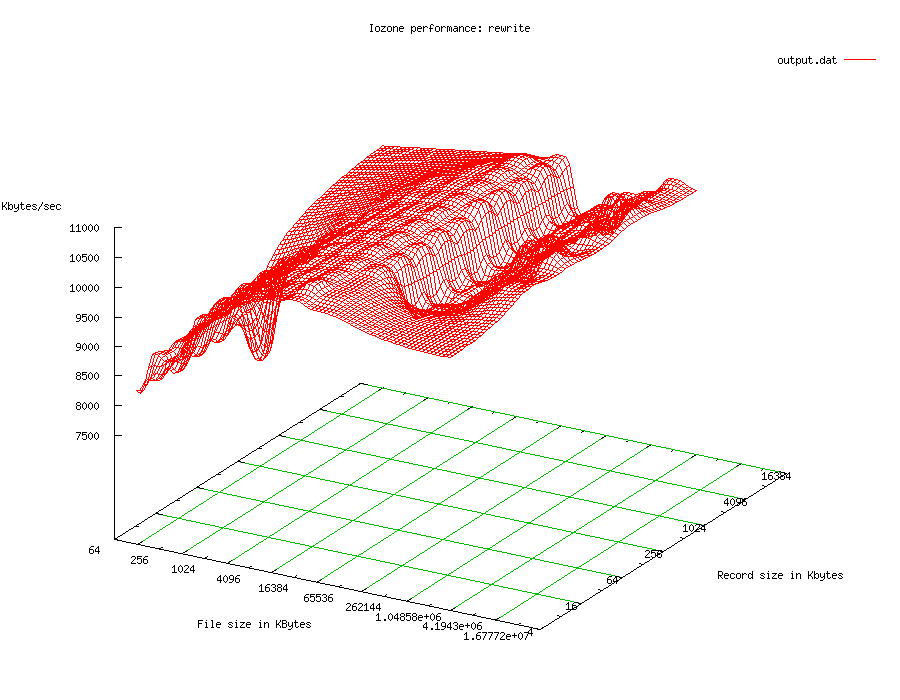 Iozone performance: rewrite
output.dat
Kbytes/sec
11000
10500
10000
9500
9000
8500
8000
7500
64
256
1024
4096
16384
65536
262144
1.04858e+06
4.1943e+06
1.67772e+07
File size in KBytes
4
16
64
256
1024
4096
16384
Record size in Kbytes